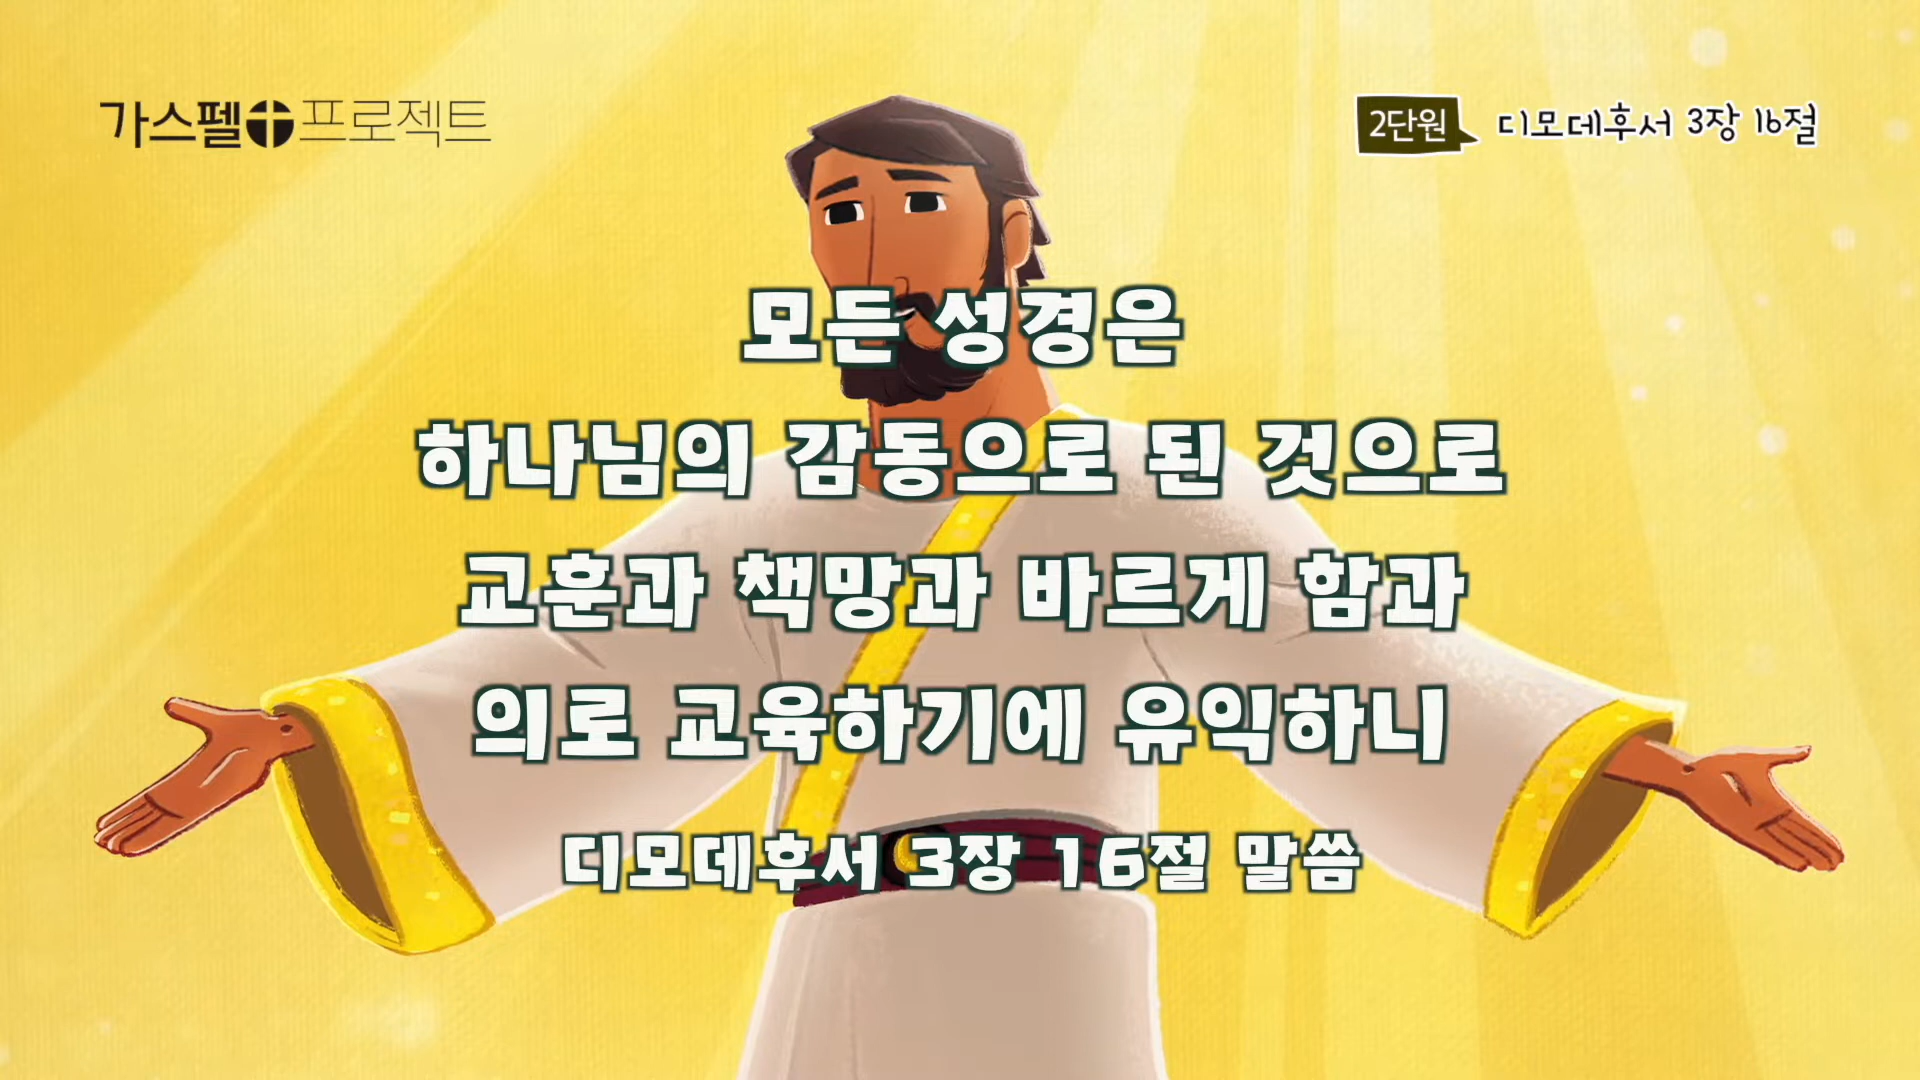 가스펠프로젝트
2단원 디모데후서 3장 16절
모든 성경은
하나님의 감동으로 된 것으로
교훈과 책망과 바르게 함과
의로 교육하기에 유익하니
디모데후서 3장 16절 말씀